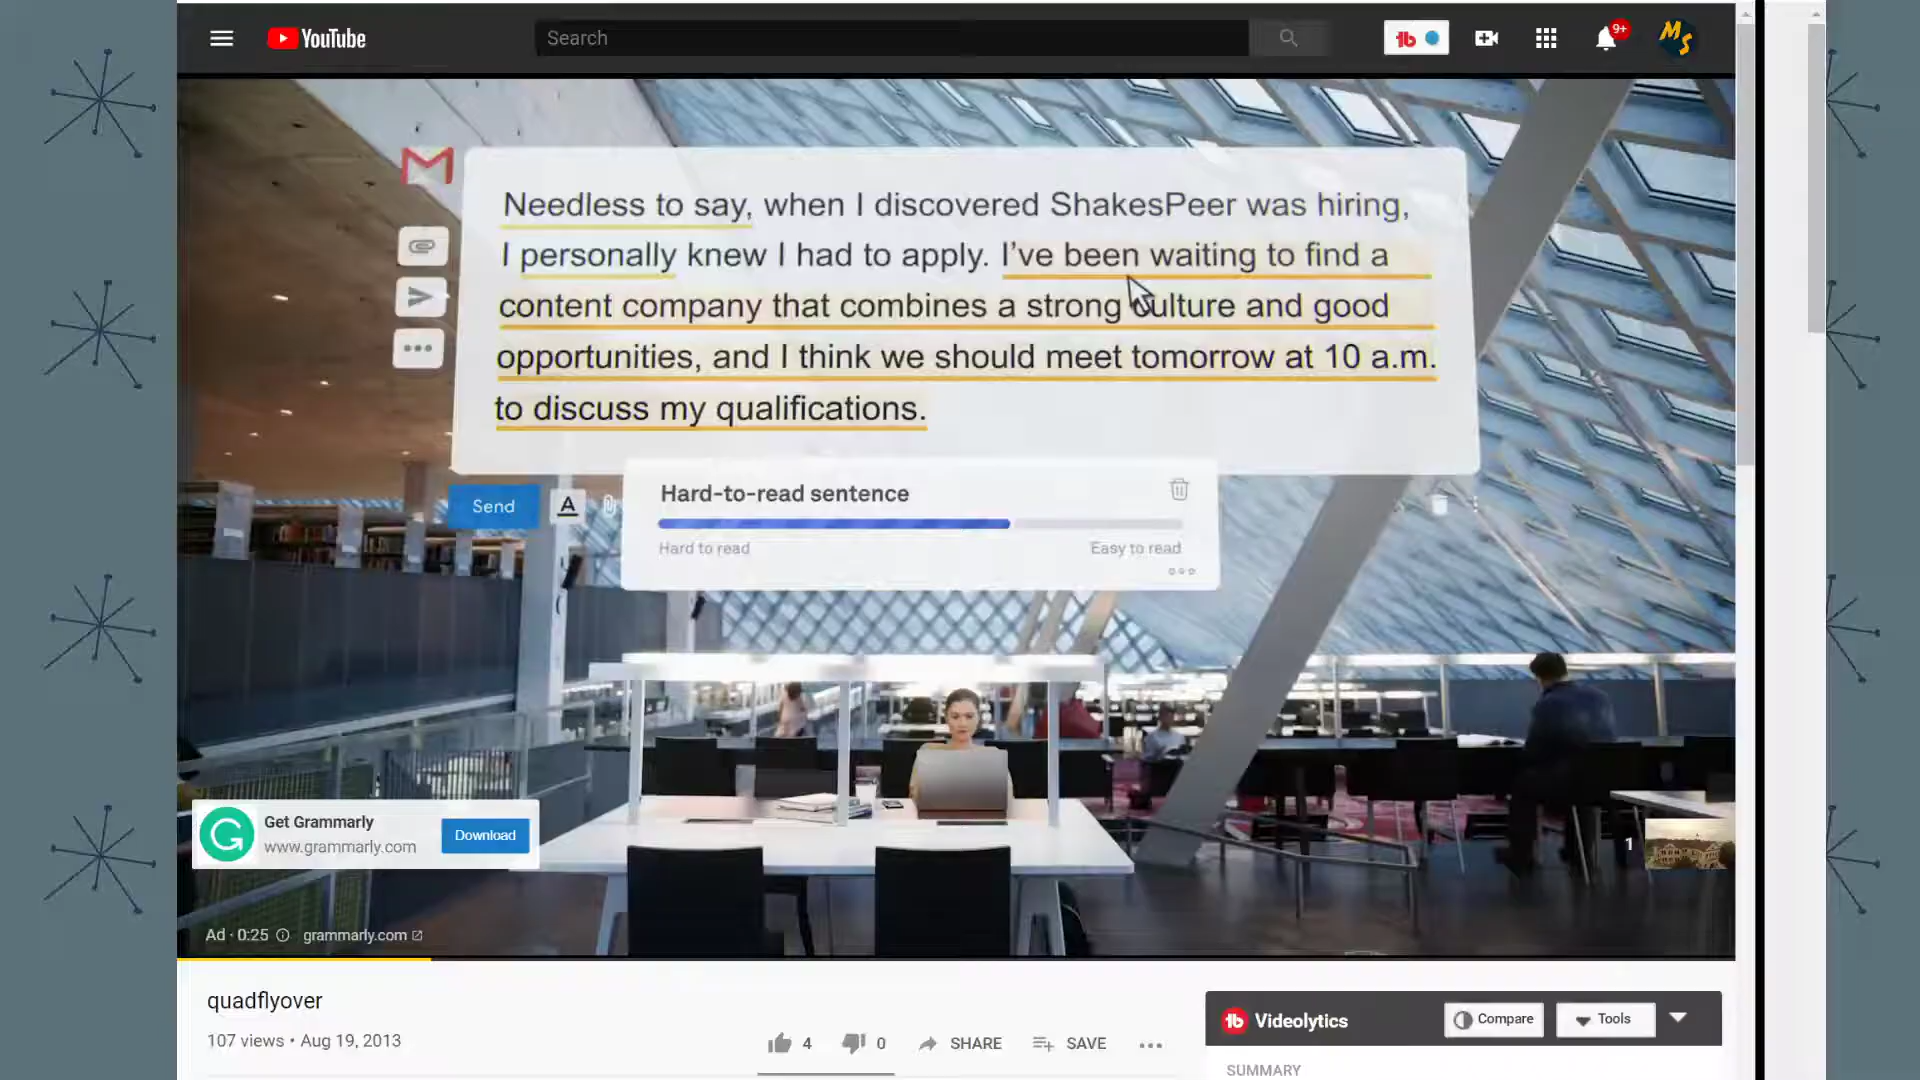 YouTube
Search
9+
MS
Needless to say, when I discovered ShakesPeer was hiring,
I personally knew I had to apply. I've been waiting to find a
content company that combines a strong culture and good
opportunities, and I think we should meet tomorrow at 10 a.m.
to discuss my qualifications.
Send
A
Hard-to-read sentence
Hard to read
Easy to read
Get Grammarly
www.grammarly.com
Download
1
Ad · 0:25
grammarly.com
quadflyover
107 views • Aug 19, 2013
4
0
SHARE
SAVE
Videolytics
Compare
Tools
SUMMARY